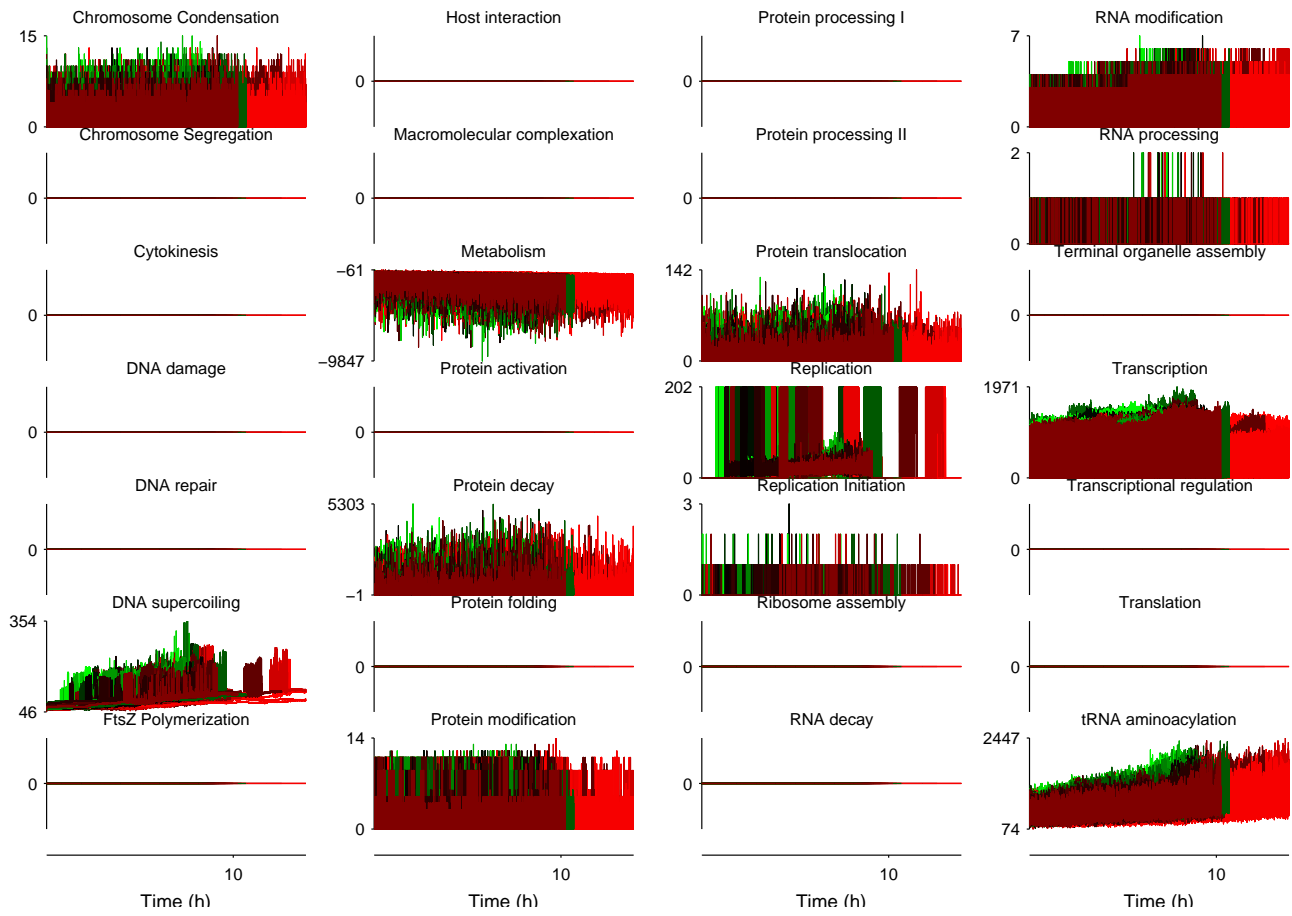 Chromosome Condensation
15
0
Chromosome Segregation
0
Cytokinesis
0
DNA damage
0
DNA repair
0
DNA supercoiling
354
46
FtsZ Polymerization
0
10
Time (h)
Host interaction
0
Macromolecular complexation
0
Metabolism
−61
−9847
Protein activation
0
Protein decay
5303
−1
Protein folding
0
Protein modification
14
0
10
Time (h)
Protein processing I
0
Protein processing II
0
Protein translocation
142
0
Replication
202
0
Replication Initiation
3
0
Ribosome assembly
0
RNA decay
0
10
Time (h)
RNA modification
7
0
RNA processing
2
0
Terminal organelle assembly
0
Transcription
1971
0
Transcriptional regulation
0
Translation
0
tRNA aminoacylation
2447
74
10
Time (h)